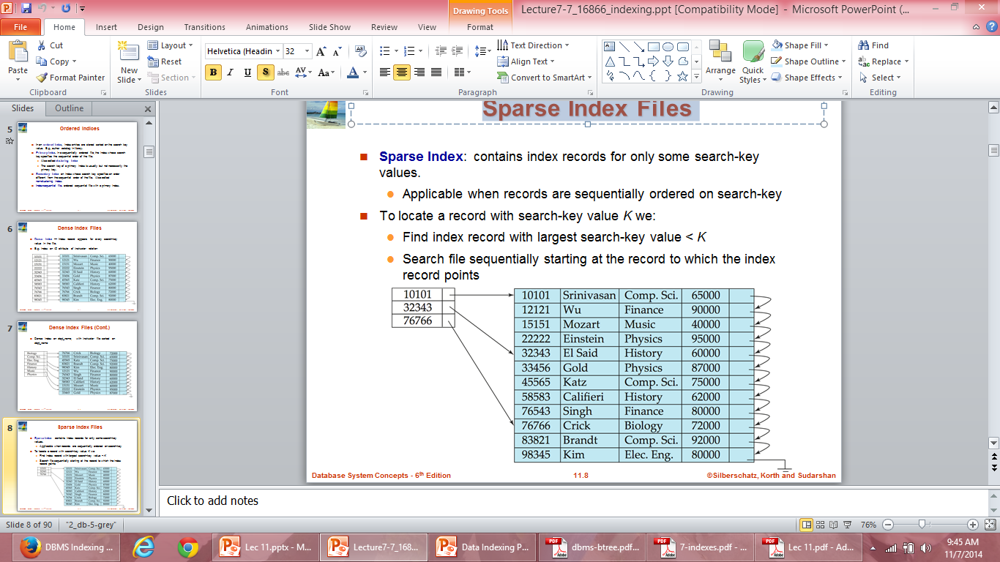 Drawing Tools
Lecture7-7_16866_indexing.ppt [Compatibility Mode] - Microsoft PowerPoint (...
File Home Insert Design Transitions Animations Slide Show Review View Format
Paste
Cut
Copy
Format Painter
Clipboard
New Slide
Layout
Reset
Section
Slides
Helvetica (Headin 32
B I U S abc AV Aa A
Font
Paragraph
Text Direction
Align Text
Convert to SmartArt
Arrange
Quick Styles
Shape Fill
Shape Outline
Shape Effects
Drawing
Find
Replace
Select
Editing
Slides Outline
5
Ordered Indices
6
Dense Index Files
7
Dense Index Files (Cont.)
8
Sparse Index Files
Sparse Index Files
Sparse Index: contains index records for only some search-key
values.
Applicable when records are sequentially ordered on search-key
To locate a record with search-key value K we:
Find index record with largest search-key value < K
Search file sequentially starting at the record to which the index
record points
10101
32343
76766
10101 Srinivasan Comp. Sci. 65000
12121 Wu Finance 90000
15151 Mozart Music 40000
22222 Einstein Physics 95000
32343 El Said History 60000
33456 Gold Physics 87000
45565 Katz Comp. Sci. 75000
58583 Califieri History 62000
76543 Singh Finance 80000
76766 Crick Biology 72000
83821 Brandt Comp. Sci. 92000
98345 Kim Elec. Eng. 80000
Database System Concepts - 6th Edition 11.8 ©Silberschatz, Korth and Sudarshan
Click to add notes
Slide 8 of 90 "2_db-5-grey" 76%
DBMS Indexing ... Lec 11.pptx - M... Lecture7-7_168... Data Indexing P... dbms-btree.pdf... 7-indexes.pdf - ... Lec 11.pdf - Ad...
9:45 AM
11/7/2014